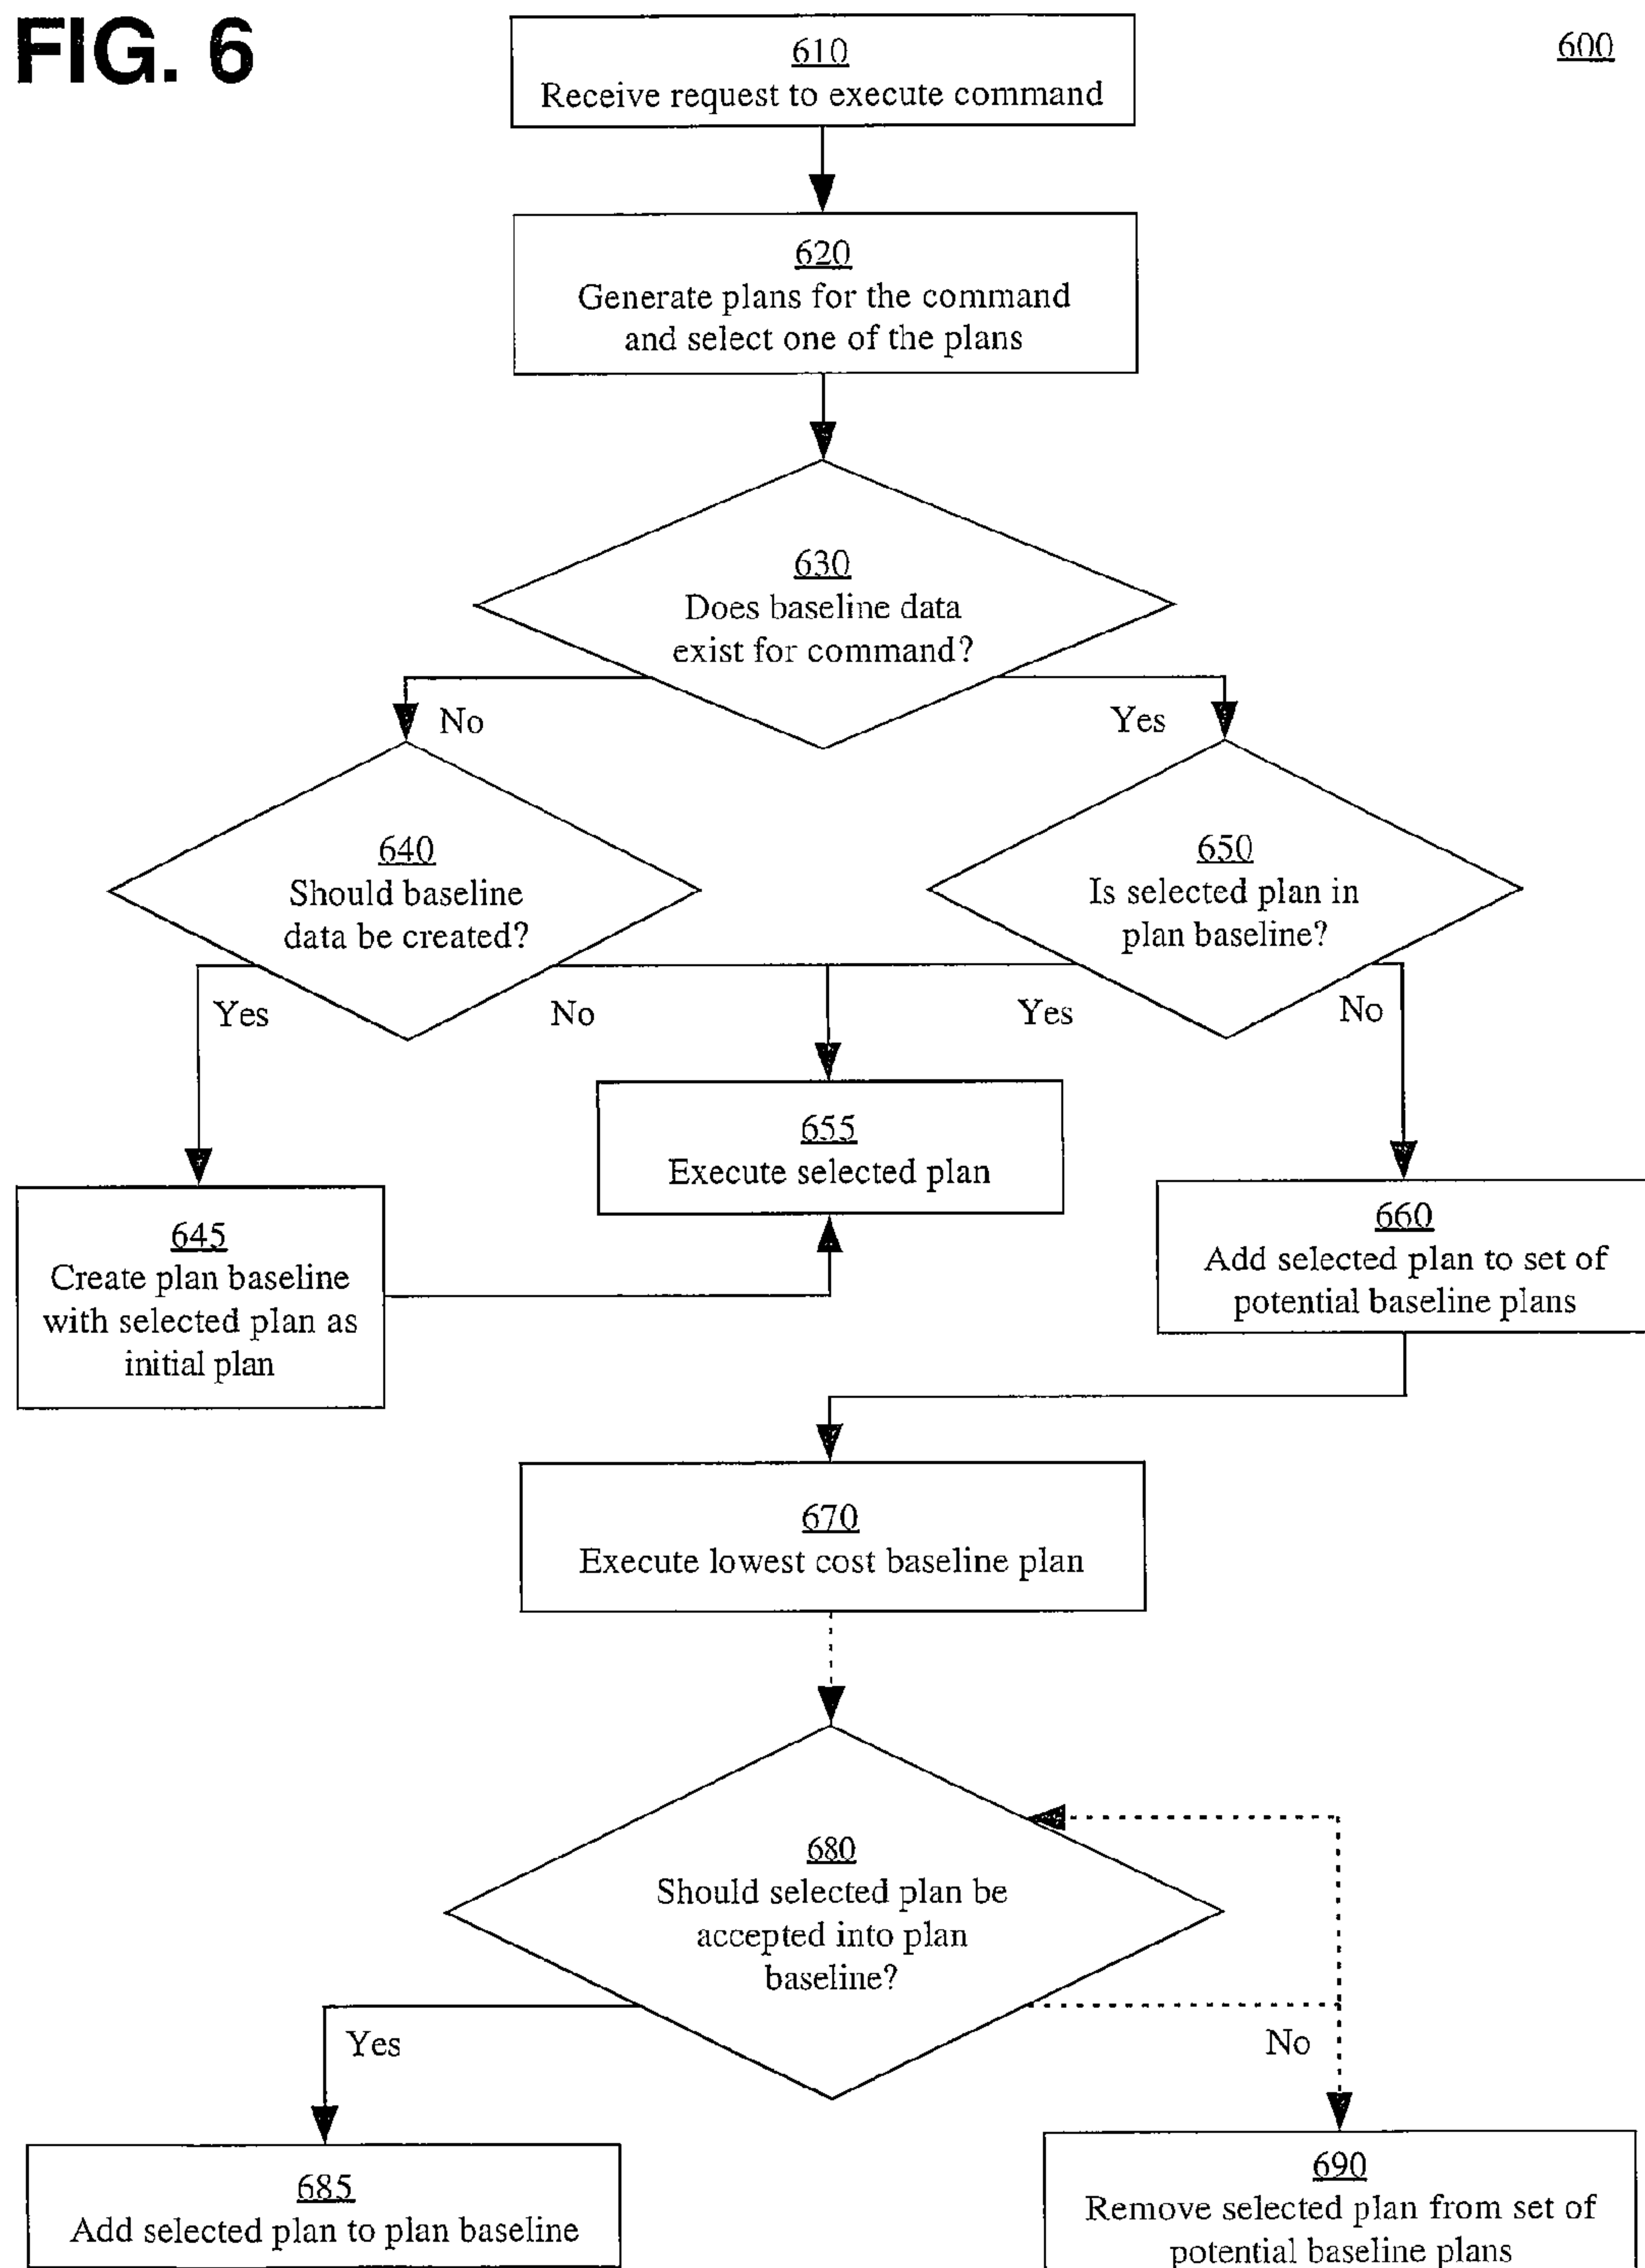 FIG. 6
600
610
Receive request to execute command
620
Generate plans for the command
and select one of the plans
630
Does baseline data
exist for command?
No
Yes
640
Should baseline
data be created?
650
Is selected plan in
plan baseline?
Yes
No
Yes
No
655
Execute selected plan
645
Create plan baseline
with selected plan as
initial plan
660
Add selected plan to set of
potential baseline plans
670
Execute lowest cost baseline plan
680
Should selected plan be
accepted into plan
baseline?
Yes
No
685
Add selected plan to plan baseline
690
Remove selected plan from set of
potential baseline plans